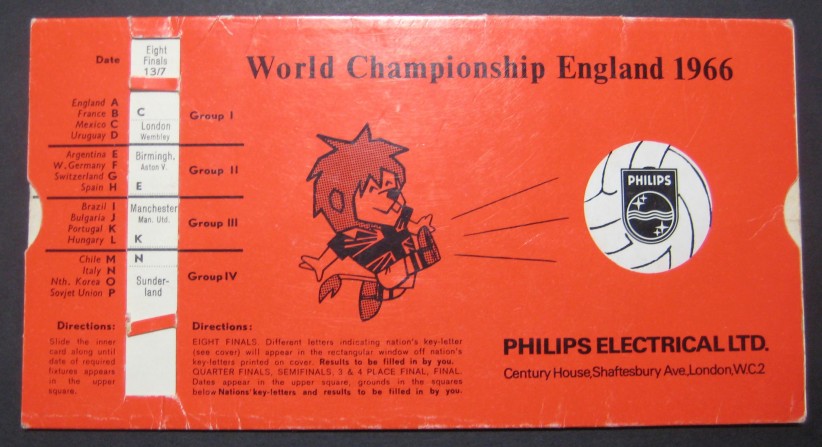 World Championship England 1966
Date
Eight
Finals
13/7
England A
France B
Mexico C
Uruguay D
C
London
Wembley
Group I
Argentina E
W. Germany F
Switzerland G
Spain H
Birmingh.
Aston V.
E
Group II
Brazil I
Bulgaria J
Portugal K
Hungary L
Manchester
Man. Utd.
K
Group III
Chile M
Italy N
Nth. Korea O
Sovjet Union P
N
Sunder-
land
Group IV
PHILIPS
Directions:
Slide the inner
card along until
date of required
fixtures appears
in the upper
square.
Directions:
EIGHT FINALS. Different letters indicating nation's key-letter
(see cover) will appear in the rectangular window off nation's
key-letters printed on cover. Results to be filled in by you.
QUARTER FINALS, SEMIFINALS, 3 & 4 PLACE FINAL, FINAL.
Dates appear in the upper square, grounds in the squares
below Nations' key-letters and results to be filled in by you.
PHILIPS ELECTRICAL LTD.
Century House, Shaftesbury Ave, London, W.C.2